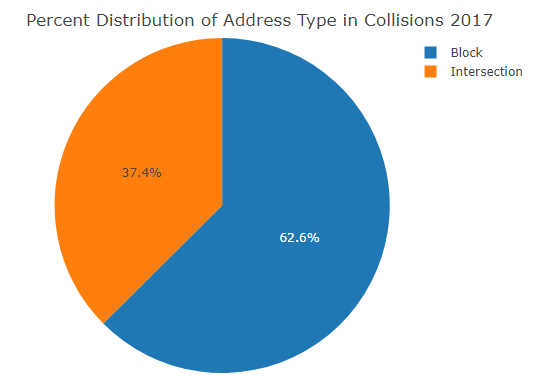 Percent Distribution of Address Type in Collisions 2017
Block
Intersection
37.4%
62.6%